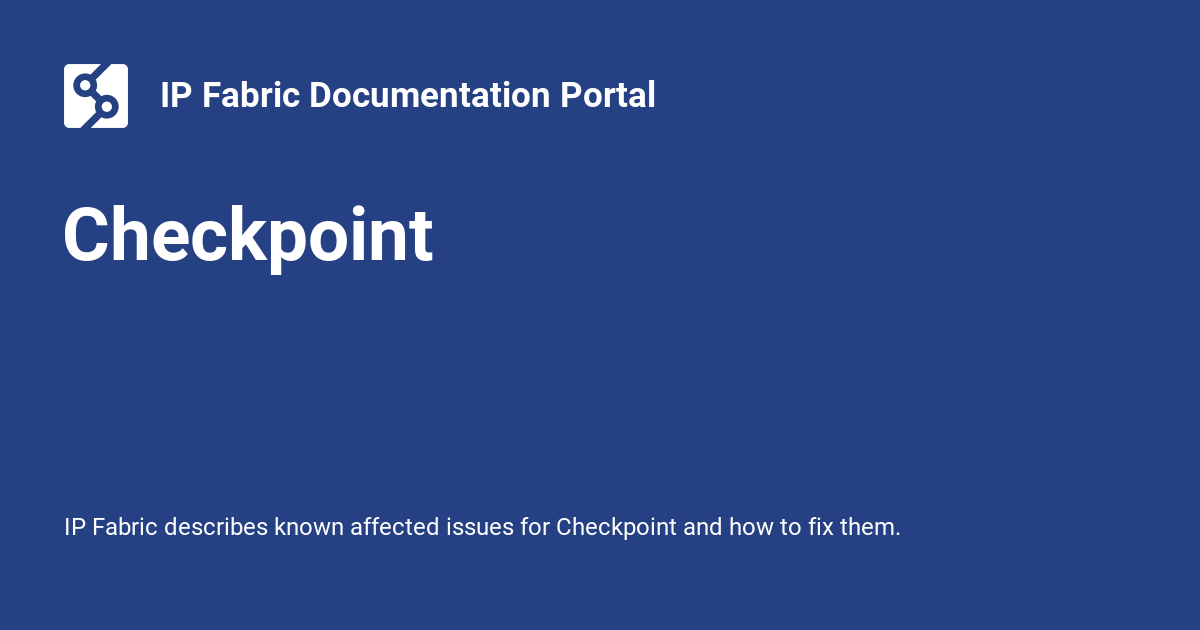 IP Fabric Documentation Portal
Checkpoint
IP Fabric describes known affected issues for Checkpoint and how to fix them.